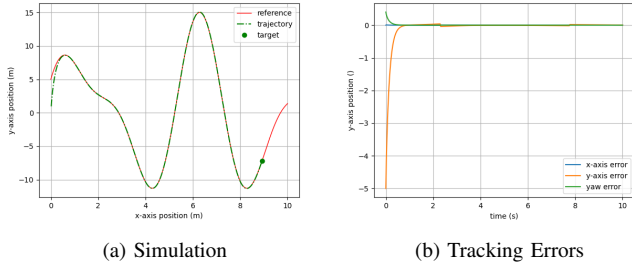 15
10
5
0
−5
−10
0
2
4
6
8
10
x-axis position (m)
y-axis position (m)
reference
trajectory
target
(a) Simulation
0
−1
−2
−3
−4
−5
0
2
4
6
8
10
time (s)
y-axis position ()
x-axis error
y-axis error
yaw error
(b) Tracking Errors